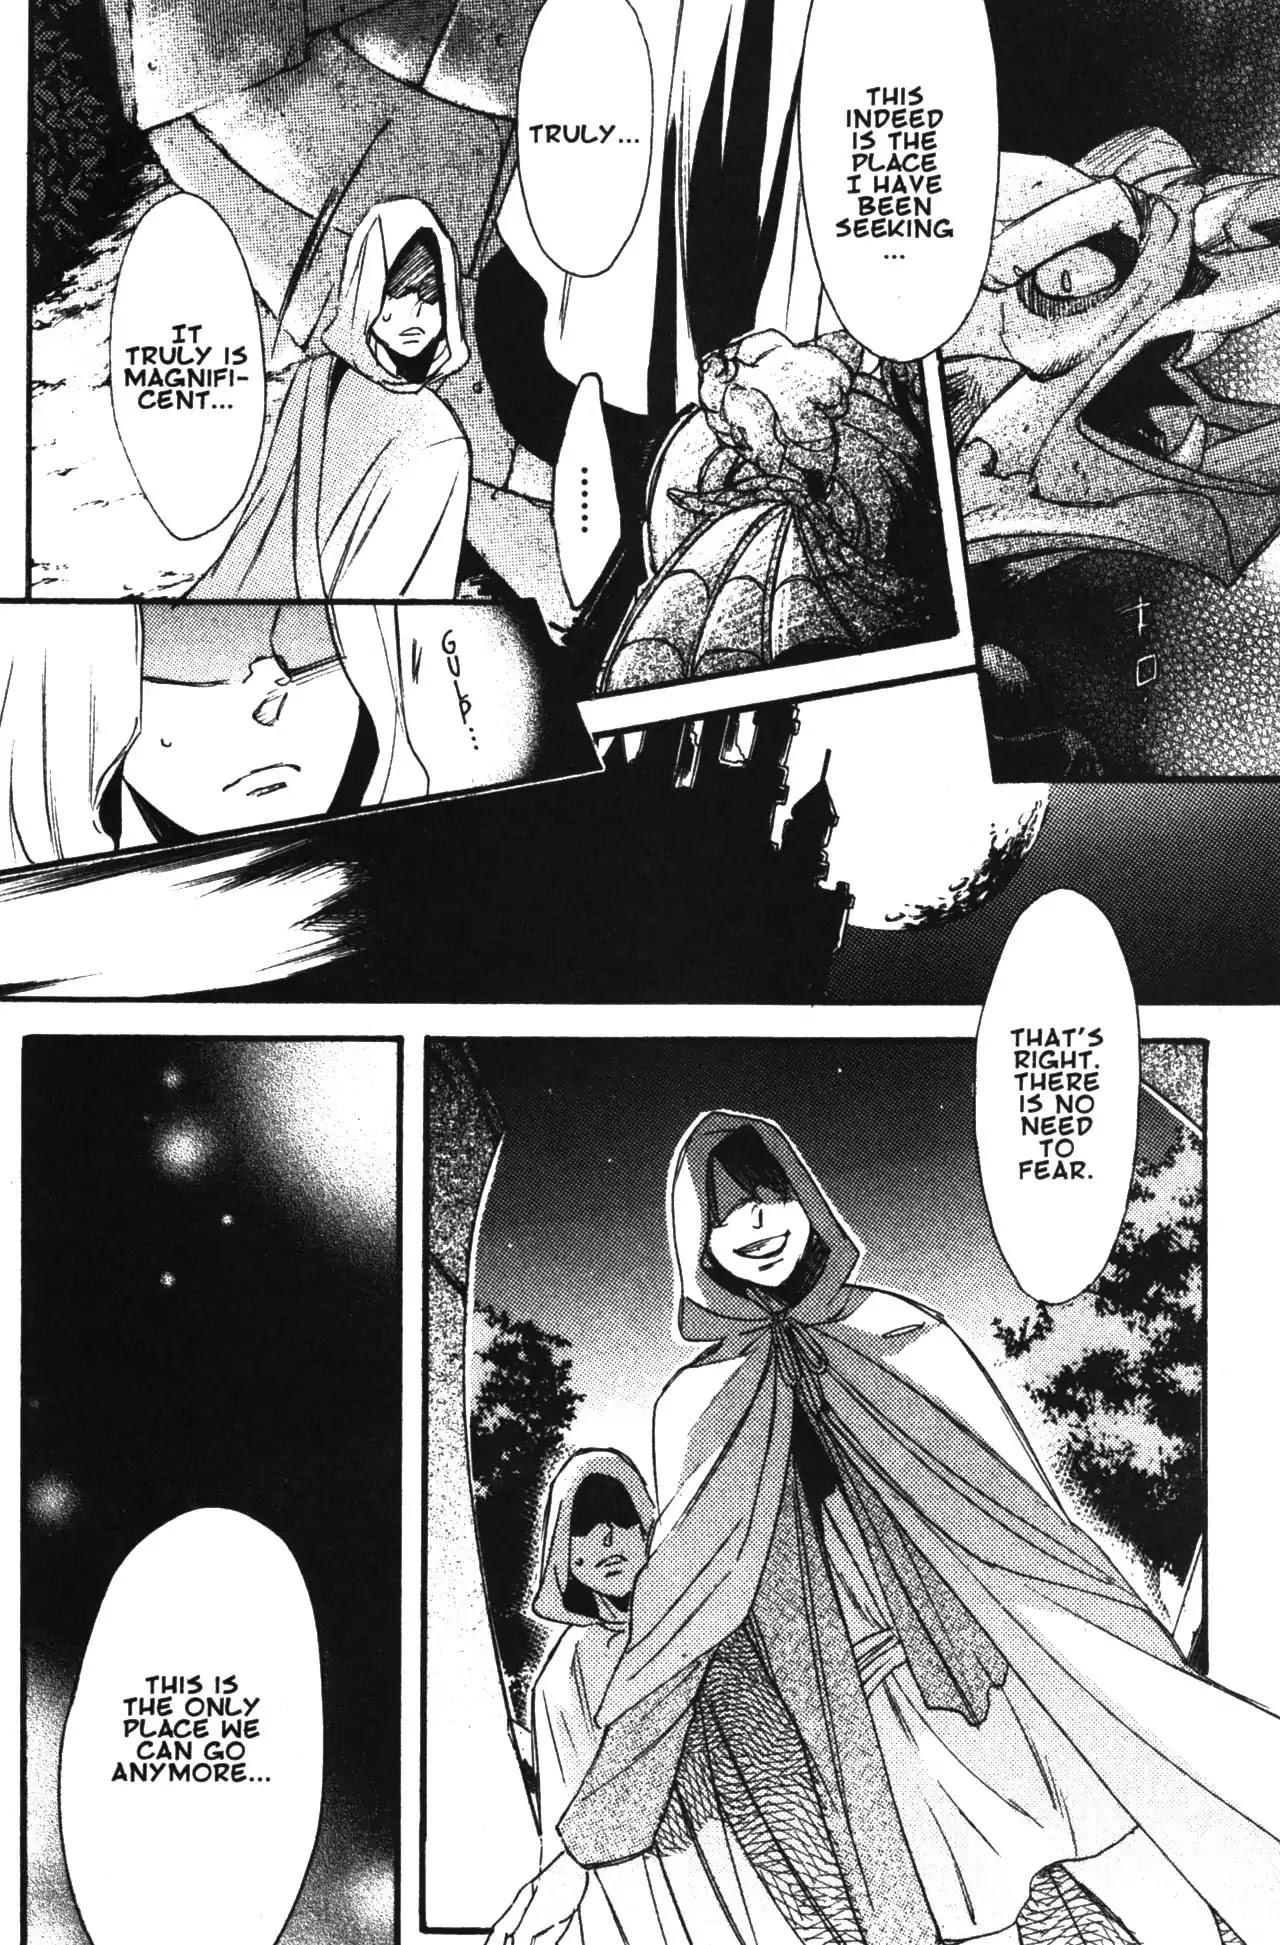 THIS
INDEED
IS THE
PLACE
I HAVE
BEEN
SEEKING
...
TRULY...
IT
TRULY IS
MAGNIFI-
CENT...
......
GULP...
THAT'S
RIGHT.
THERE
IS NO
NEED
TO
FEAR.
THIS IS
THE ONLY
PLACE WE
CAN GO
ANYMORE...